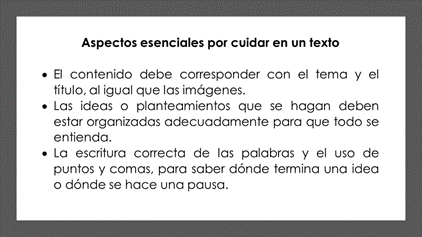 Aspectos esenciales por cuidar en un texto
• El contenido debe corresponder con el tema y el
título, al igual que las imágenes.
• Las ideas o planteamientos que se hagan deben
estar organizadas adecuadamente para que todo se
entienda.
• La escritura correcta de las palabras y el uso de
puntos y comas, para saber dónde termina una idea
o dónde se hace una pausa.